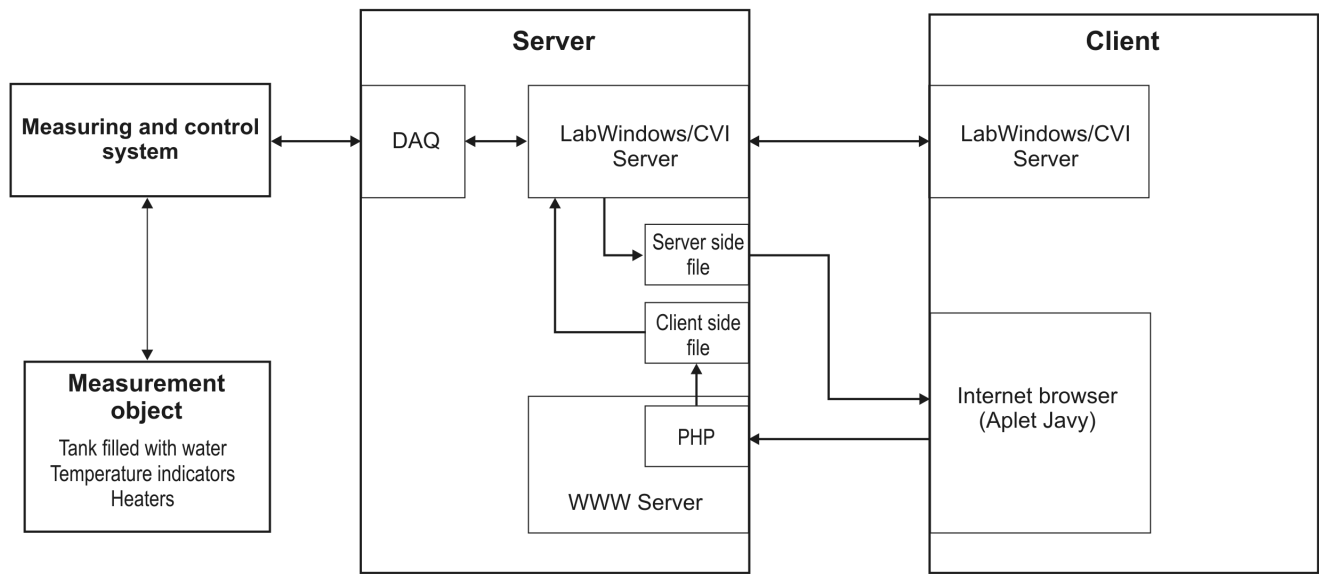 Server
Client
Measuring and control
system
DAQ
LabWindows/CVI
Server
LabWindows/CVI
Server
Server side
file
Client side
file
Measurement
object
Tank filled with water
Temperature indicators
Heaters
PHP
WWW Server
Internet browser
(Aplet Javy)